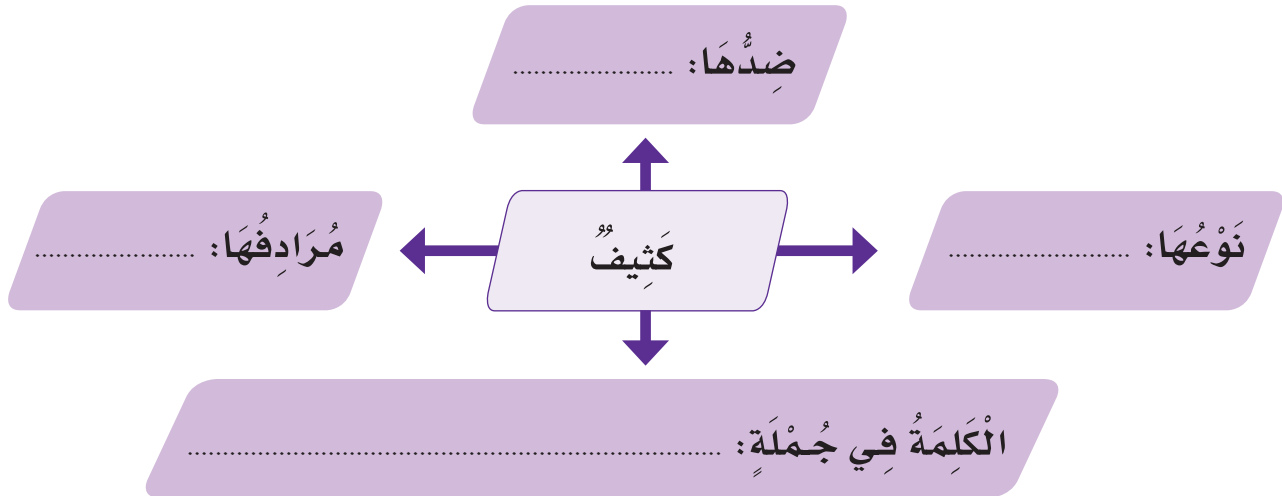 ضِدُّهَا: ......................
نَوْعُهَا: ......................
كَثِيفٌ
مُرَادِفُهَا: ......................
الْكَلِمَةُ فِي جُمْلَةٍ: ....................................................................